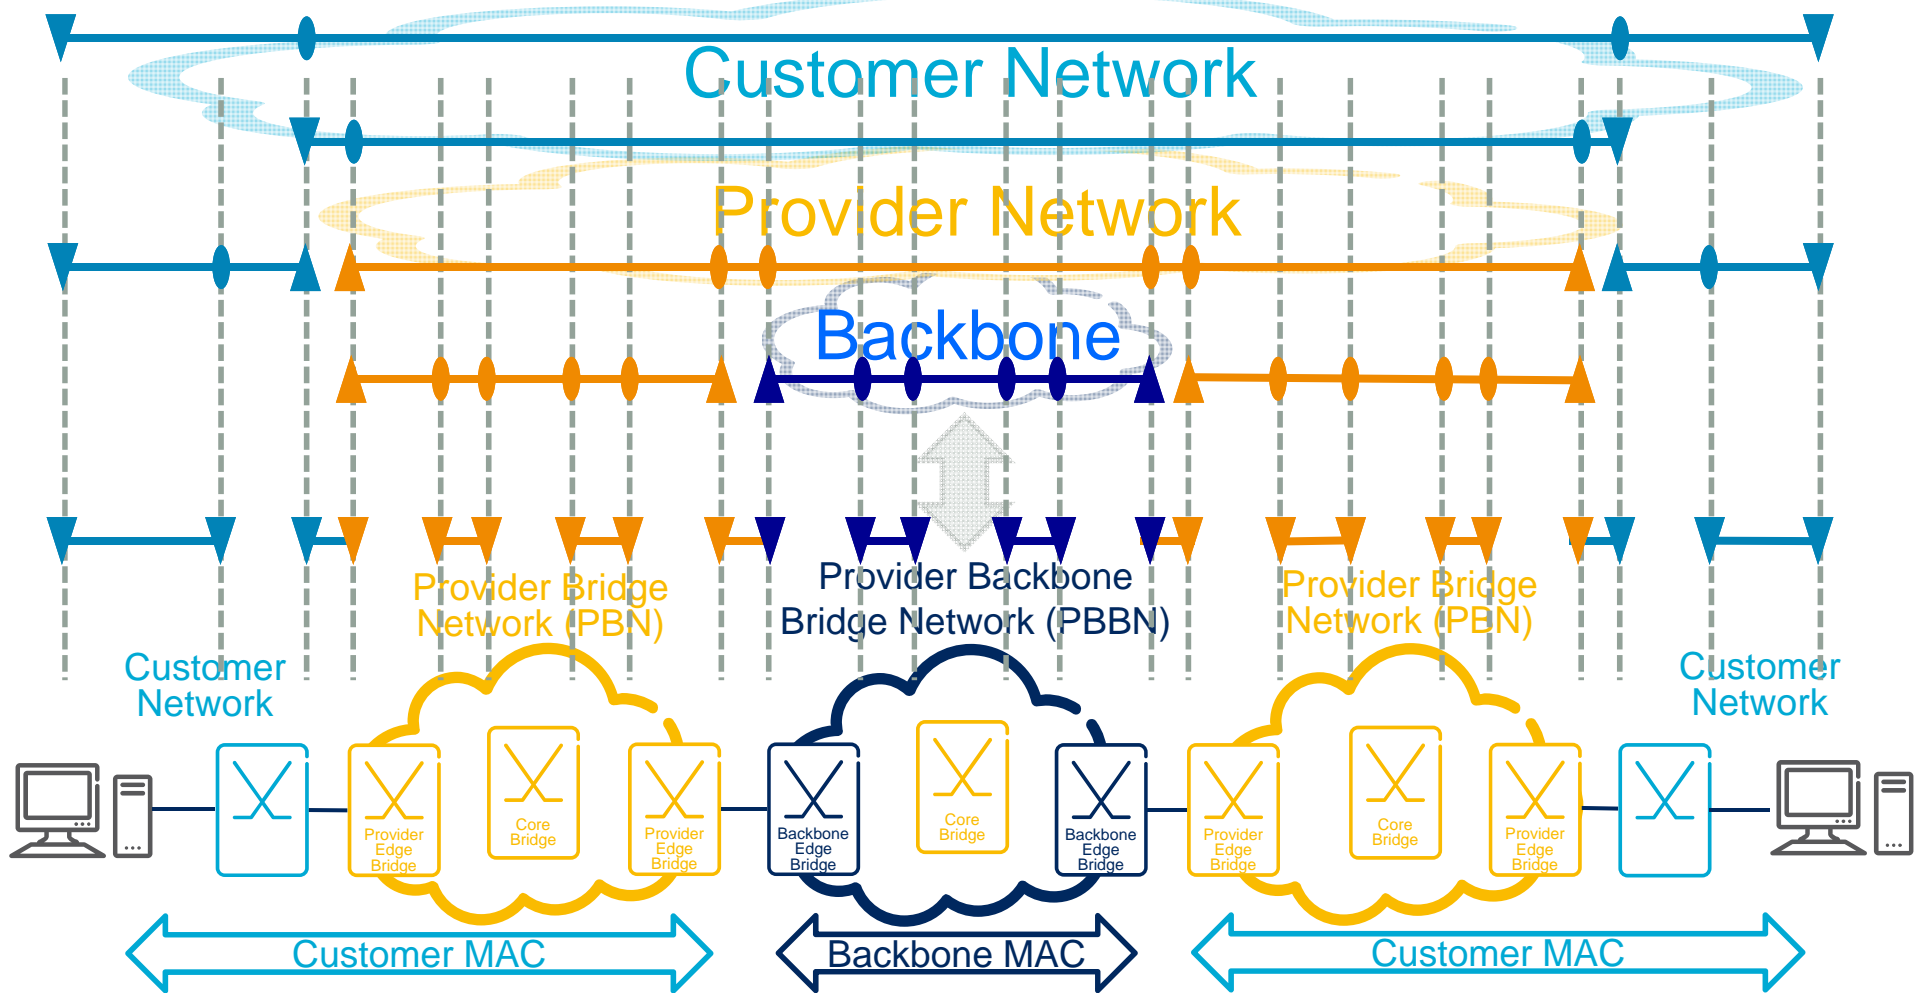 Customer Network
Provider Network
Backbone
Provider Bridge
Network (PBN)
Provider Backbone
Bridge Network (PBBN)
Provider Bridge
Network (PBN)
Customer
Network
Customer
Network
Provider
Edge
Bridge
Core
Bridge
Provider
Edge
Bridge
Backbone
Edge
Bridge
Core
Bridge
Backbone
Edge
Bridge
Provider
Edge
Bridge
Core
Bridge
Provider
Edge
Bridge
Customer MAC
Backbone MAC
Customer MAC